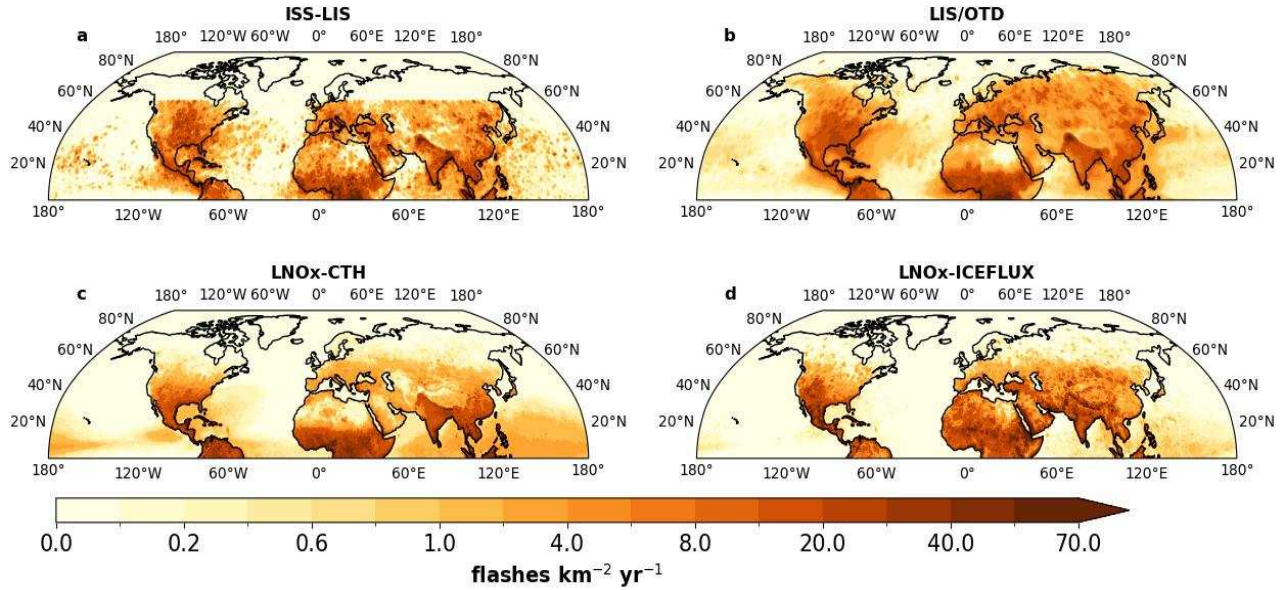 ISS-LIS
a 180° 120°W 60°W 0° 60°E 120°E 180°
80°N 80°N
60°N 60°N
40°N 40°N
20°N 20°N
180° 180°
120°W 60°W 0° 60°E 120°E
LIS/OTD
b 180° 120°W 60°W 0° 60°E 120°E 180°
80°N 80°N
60°N 60°N
40°N 40°N
20°N 20°N
180° 180°
120°W 60°W 0° 60°E 120°E
LNOx-CTH
c 180° 120°W 60°W 0° 60°E 120°E 180°
80°N 80°N
60°N 60°N
40°N 40°N
20°N 20°N
180° 120°W 60°W 0° 60°E 120°E 180°
LNOx-ICEFLUX
d 180° 120°W 60°W 0° 60°E 120°E 180°
80°N 80°N
60°N 60°N
40°N 40°N
20°N 20°N
180° 120°W 60°W 0° 60°E 120°E 180°
0.0 0.2 0.6 1.0 4.0 8.0 20.0 40.0 70.0
flashes km⁻² yr⁻¹